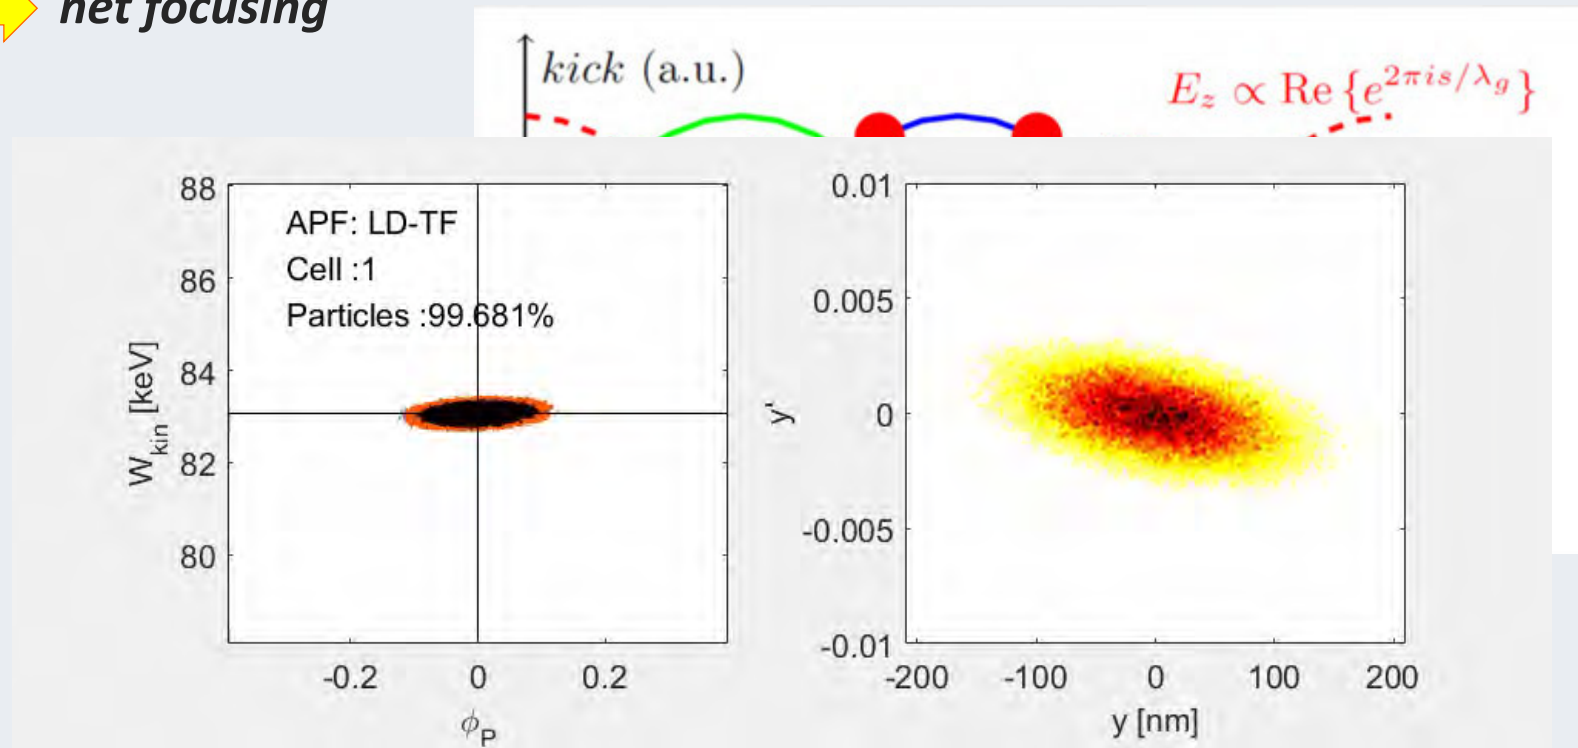 net focusing
kick (a.u.)
E_z ∝ Re {e^{2πis/λ_g}}
88
86
84
82
80
W_kin [keV]
APF: LD-TF
Cell :1
Particles :99.681%
-0.2 0 0.2
ϕ_P
0.01
0.005
0
-0.005
-0.01
y'
-200 -100 0 100 200
y [nm]